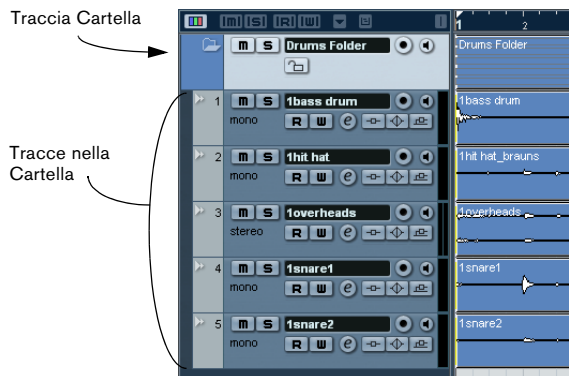 Traccia Cartella
Tracce nella
Cartella
M S R W
1 2
m S Drums Folder
Drums Folder
1 m S 1bass drum
mono R W e
1bass drum
2 m S 1hit hat
mono R W e
1hit hat_brauns
3 m S 1overheads
stereo R W e
1overheads
4 m S 1snare1
mono R W e
1snare1
5 m S 1snare2
mono R W e
1snare2